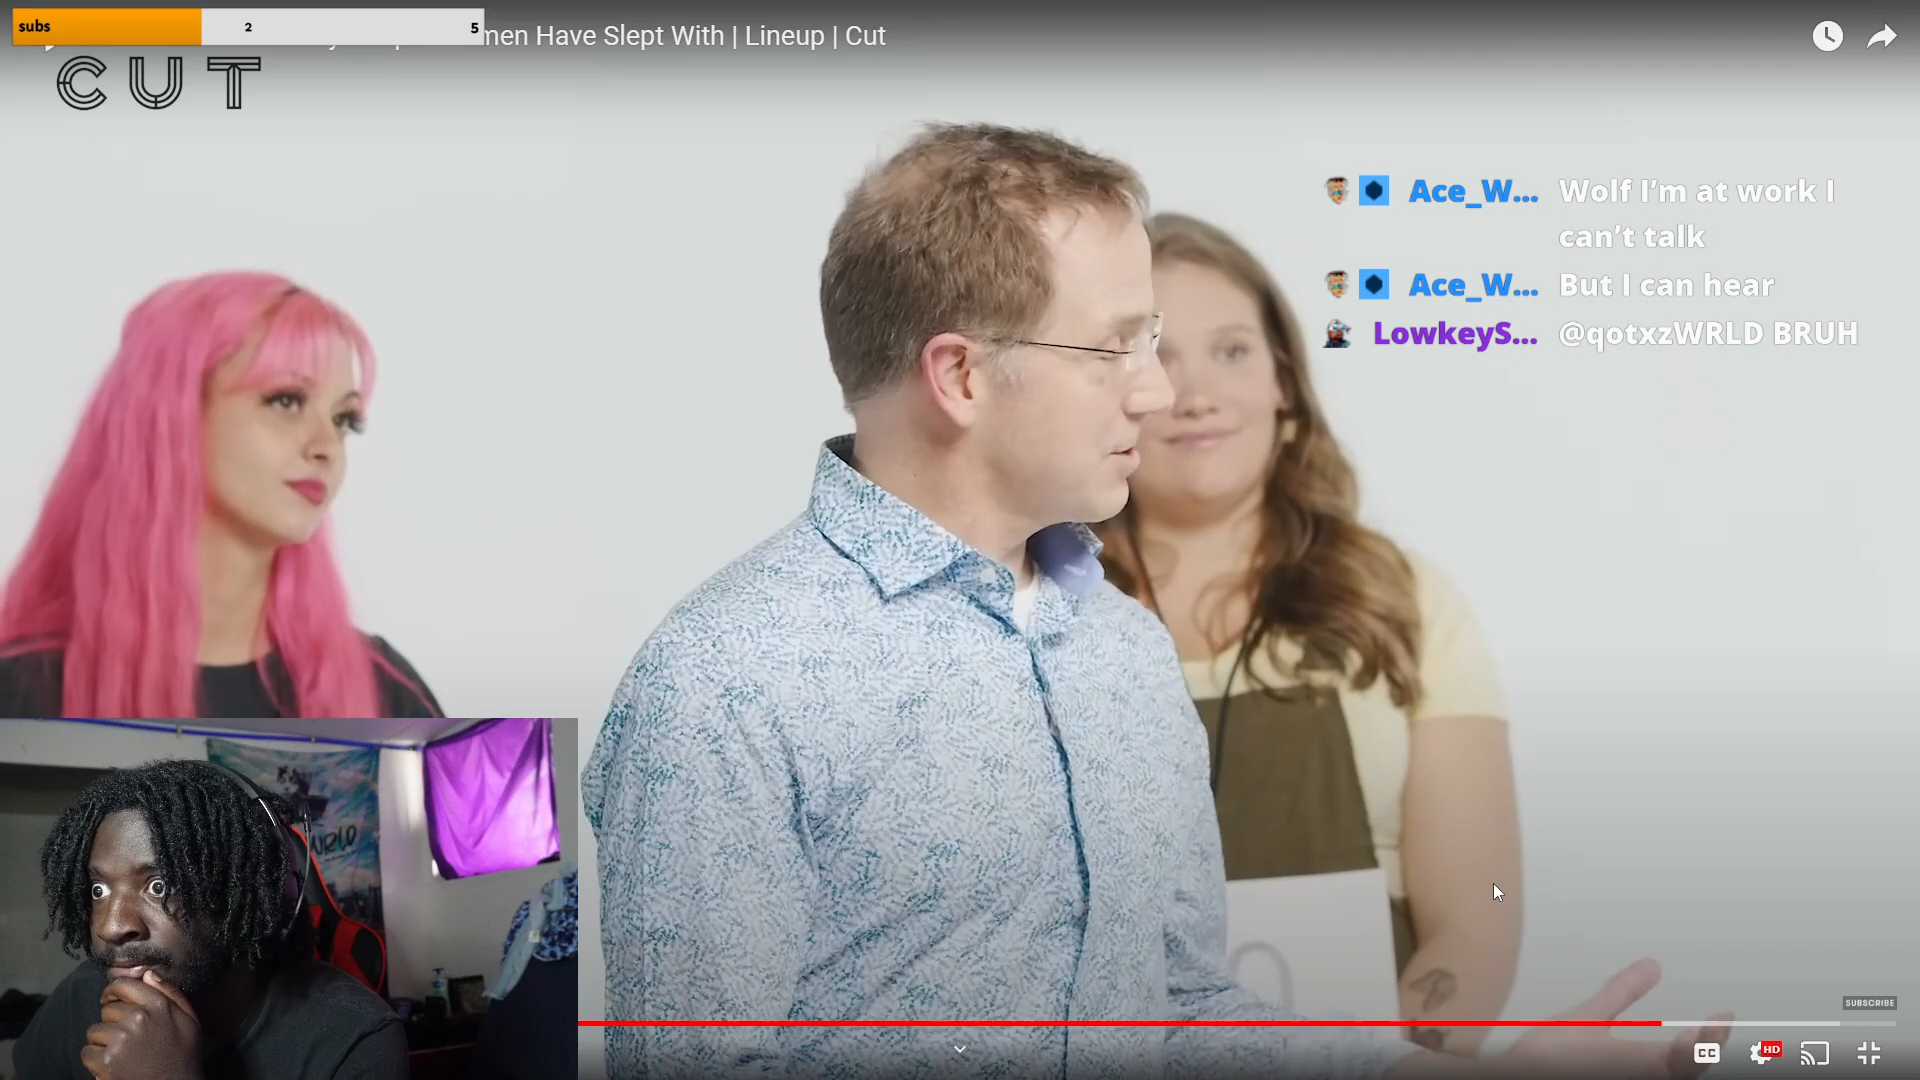 subs 2 5
men Have Slept With | Lineup | Cut
CUT
Ace_W... Wolf I'm at work I
can't talk
Ace_W... But I can hear
LowkeyS... @qotxzWRLD BRUH
WRLD
SUBSCRIBE
CC
HD